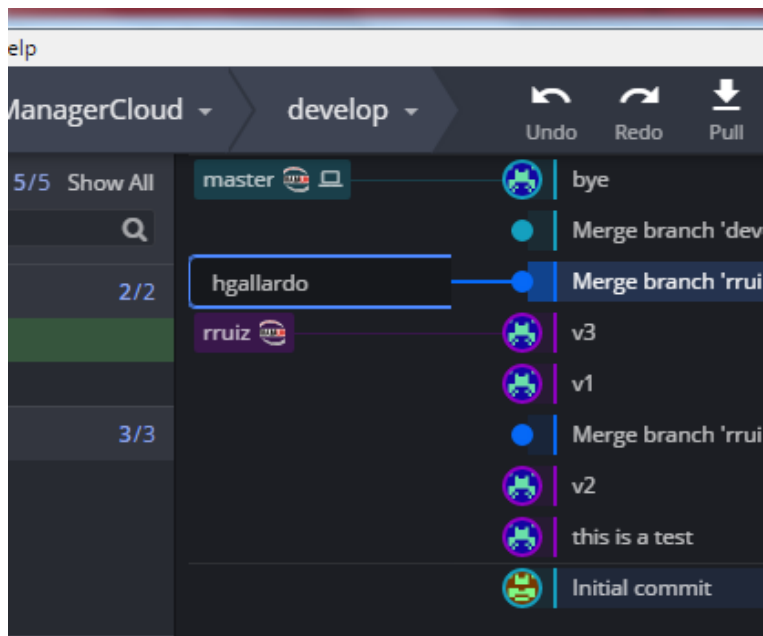 elp
ManagerCloud develop
Undo Redo Pull
5/5 Show All
master bye
Merge branch 'dev
2/2 hgallardo Merge branch 'rrui
rruiz v3
v1
3/3 Merge branch 'rrui
v2
this is a test
Initial commit